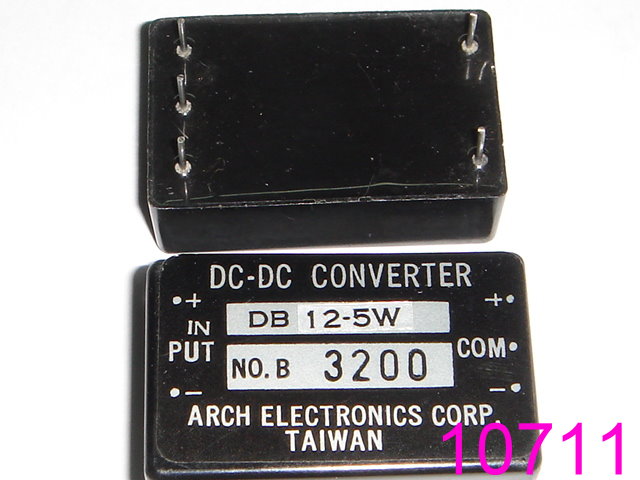 DC-DC CONVERTER
•+ +•
DB 12-5W
IN
PUT COM•
NO. B 3200
•- -•
ARCH ELECTRONICS CORP.
TAIWAN
10711